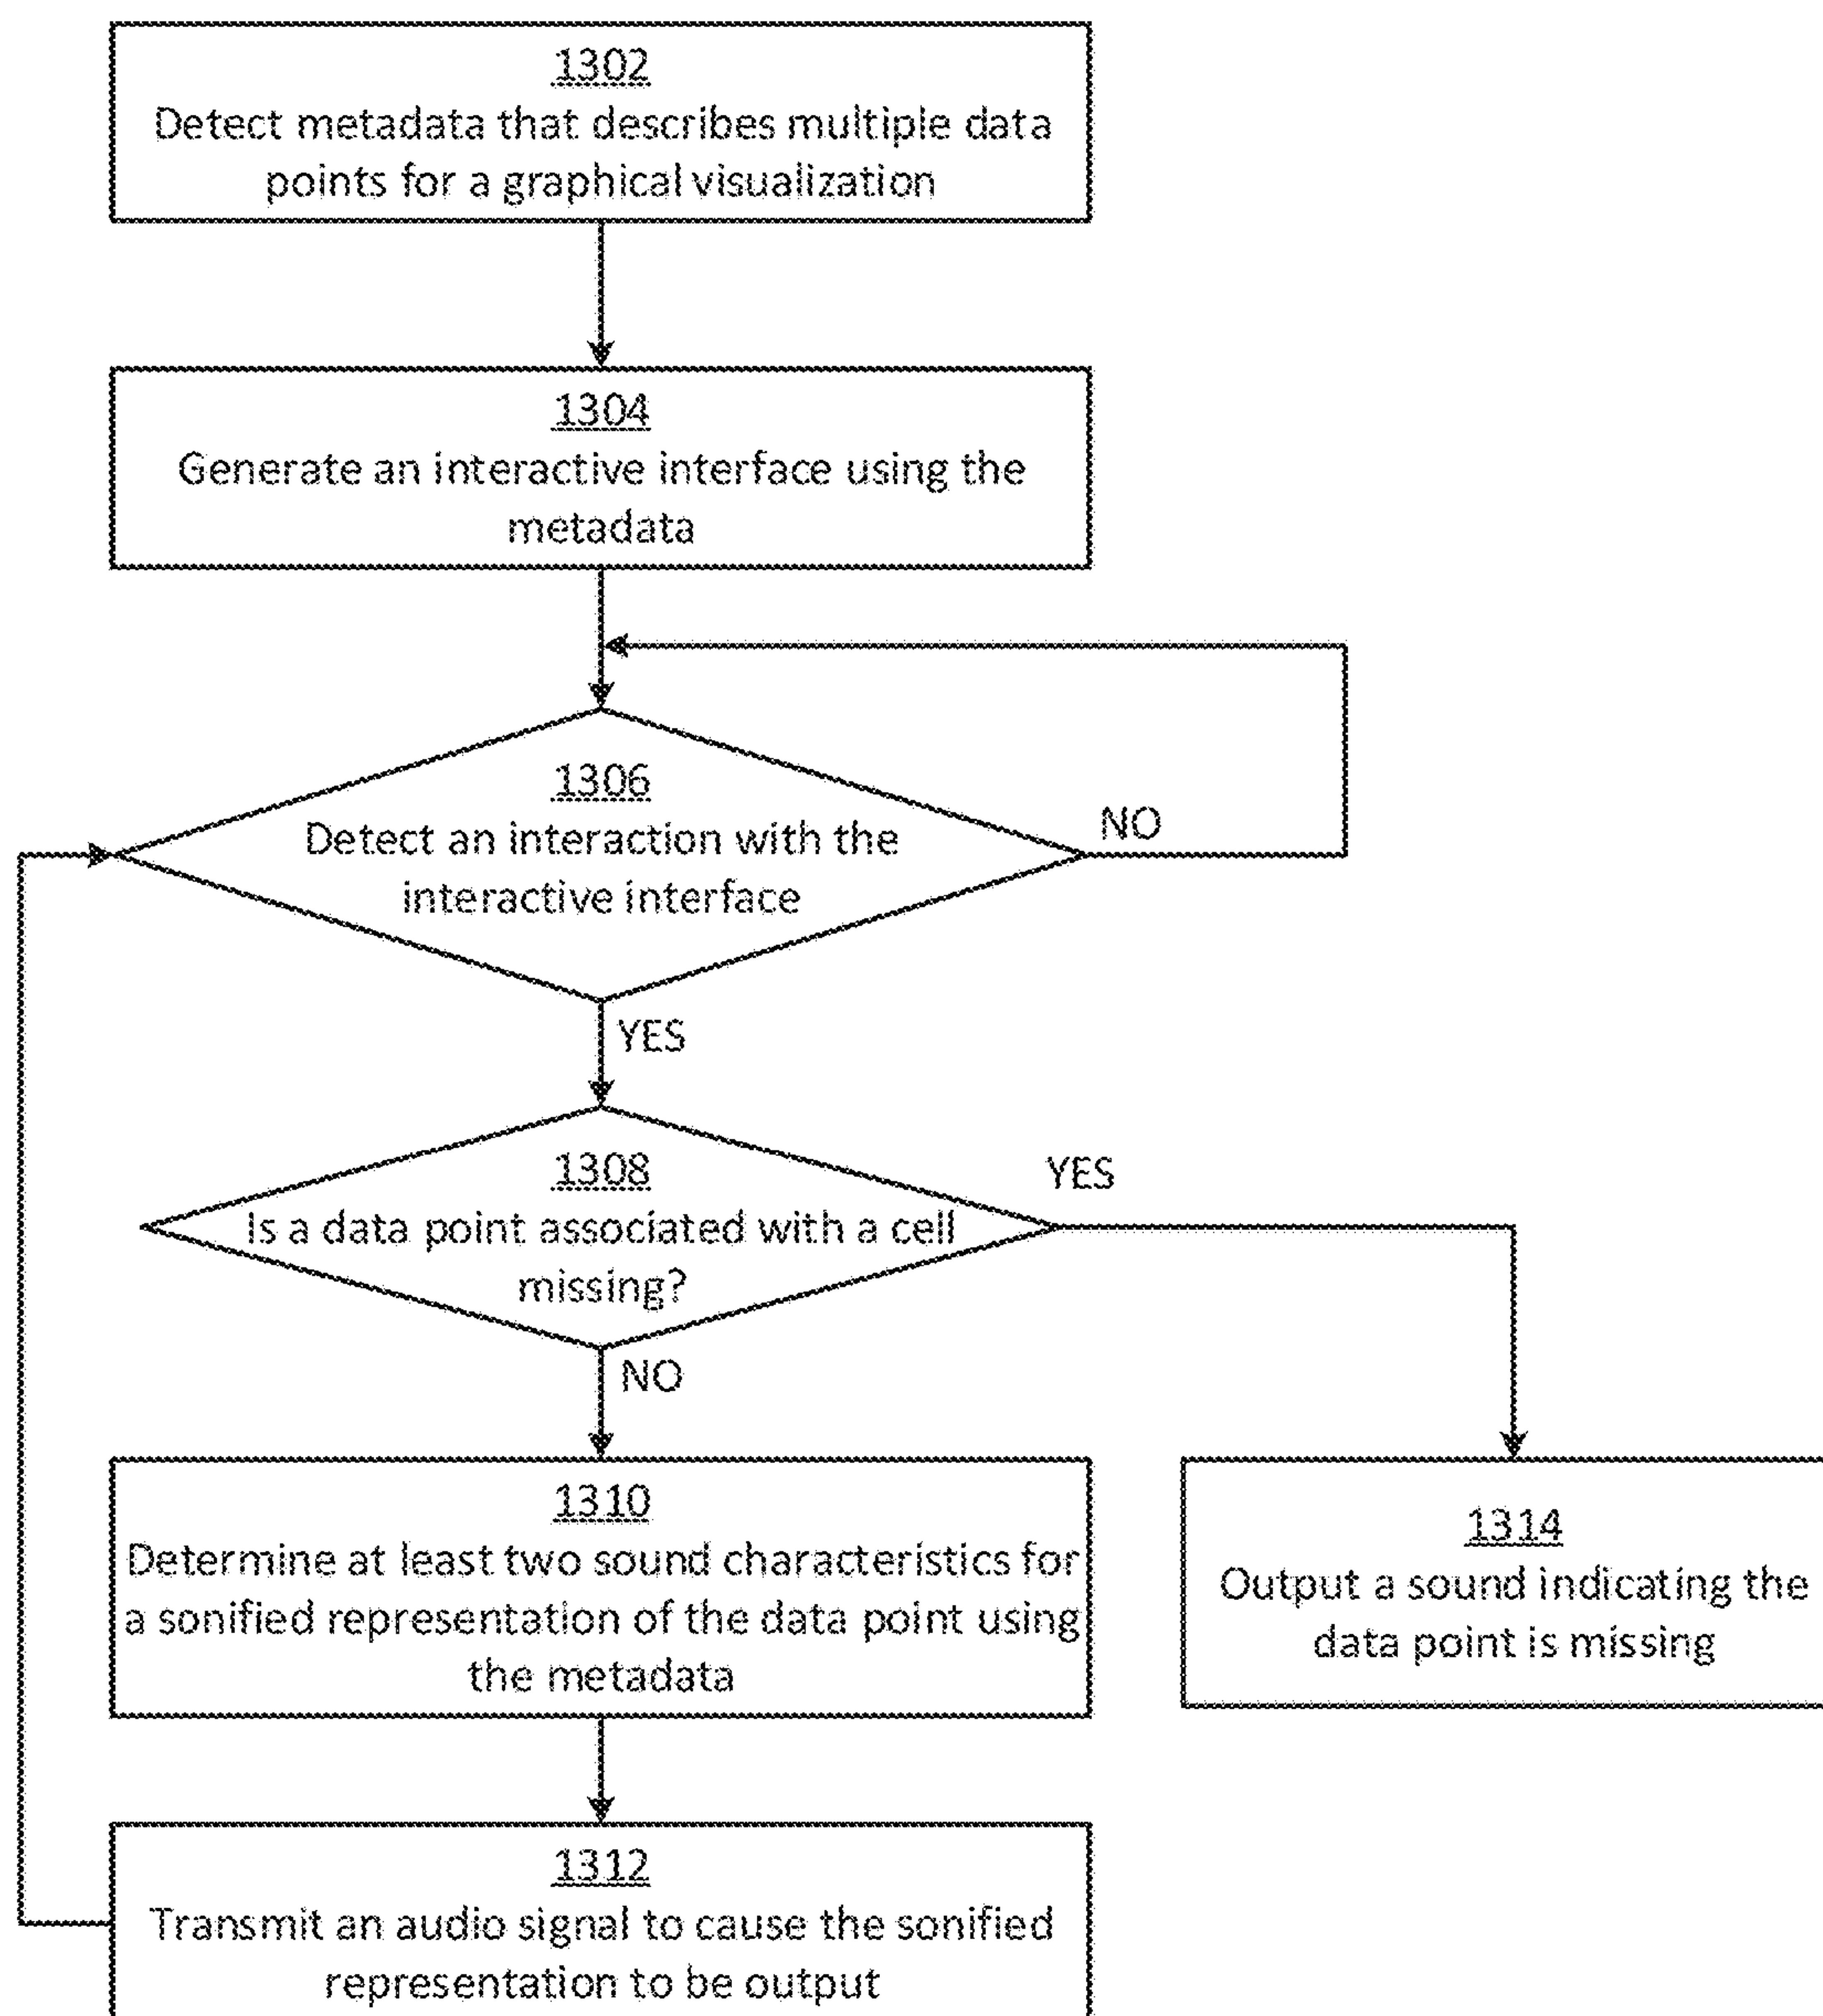 1302
Detect metadata that describes multiple data
points for a graphical visualization
1304
Generate an interactive interface using the
metadata
1306
Detect an interaction with the
interactive interface
NO
YES
1308
Is a data point associated with a cell
missing?
YES
NO
1310
Determine at least two sound characteristics for
a sonified representation of the data point using
the metadata
1314
Output a sound indicating the
data point is missing
1312
Transmit an audio signal to cause the sonified
representation to be output